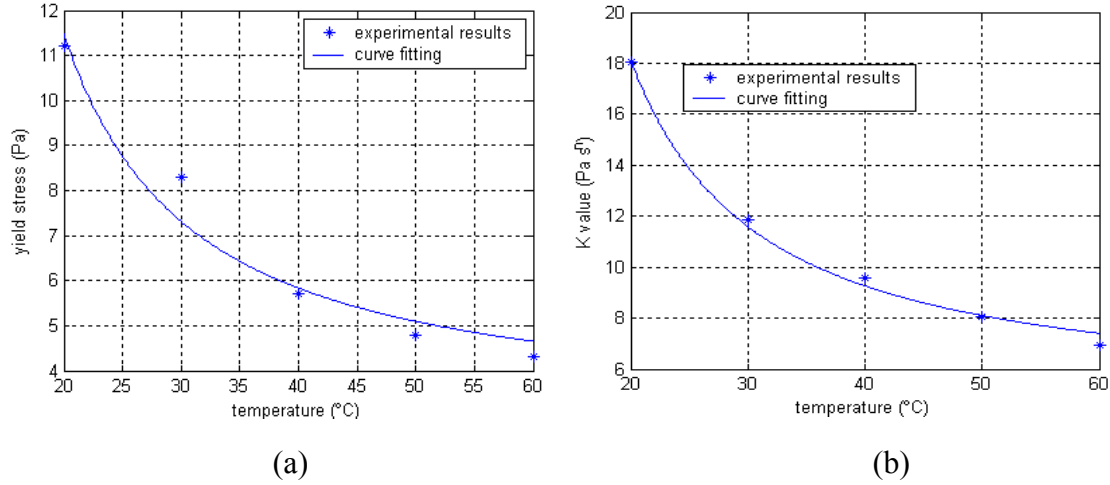 12
11
10
9
8
7
6
5
4
20 25 30 35 40 45 50 55 60
yield stress (Pa)
temperature (°C)
experimental results
curve fitting
(a)
20
18
16
14
12
10
8
6
20 30 40 50 60
K value (Pa sⁿ)
temperature (°C)
experimental results
curve fitting
(b)